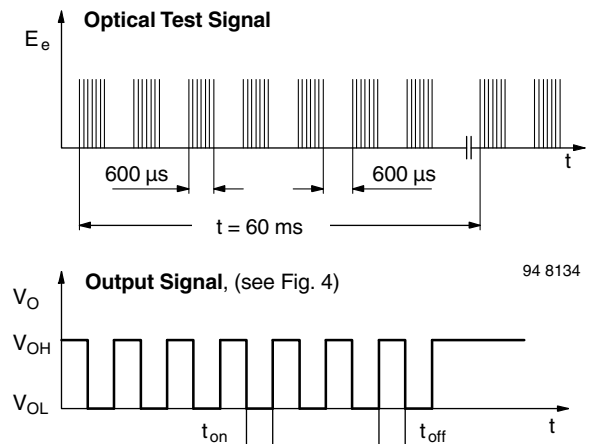 Optical Test Signal
Ee
t
600 µs
600 µs
t = 60 ms
94 8134
Output Signal, (see Fig. 4)
VO
VOH
VOL
ton
toff
t